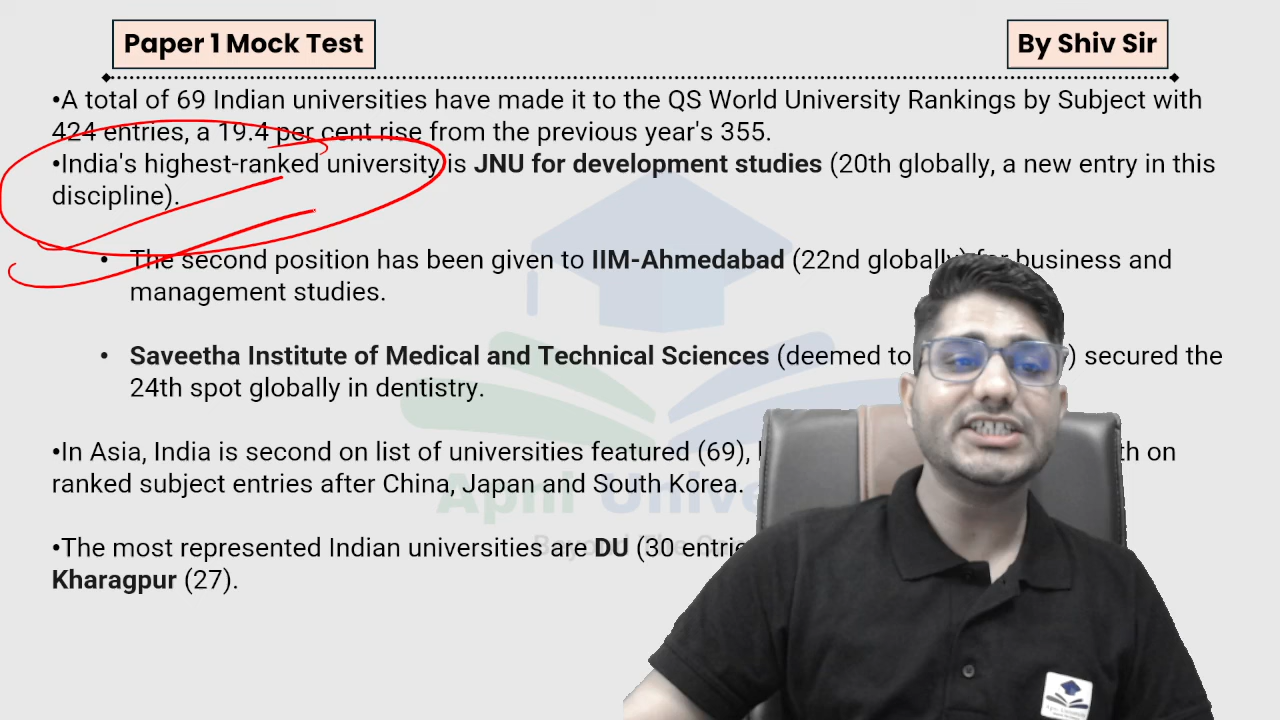 Paper 1 Mock Test
By Shiv Sir
•A total of 69 Indian universities have made it to the QS World University Rankings by Subject with
424 entries, a 19.4 per cent rise from the previous year's 355.
•India's highest-ranked university is JNU for development studies (20th globally, a new entry in this
discipline).
• The second position has been given to IIM-Ahmedabad (22nd globally) for business and
management studies.
• Saveetha Institute of Medical and Technical Sciences (deemed to ) secured the
24th spot globally in dentistry.
•In Asia, India is second on list of universities featured (69), th on
ranked subject entries after China, Japan and South Korea.
•The most represented Indian universities are DU (30
Kharagpur (27).
Apni